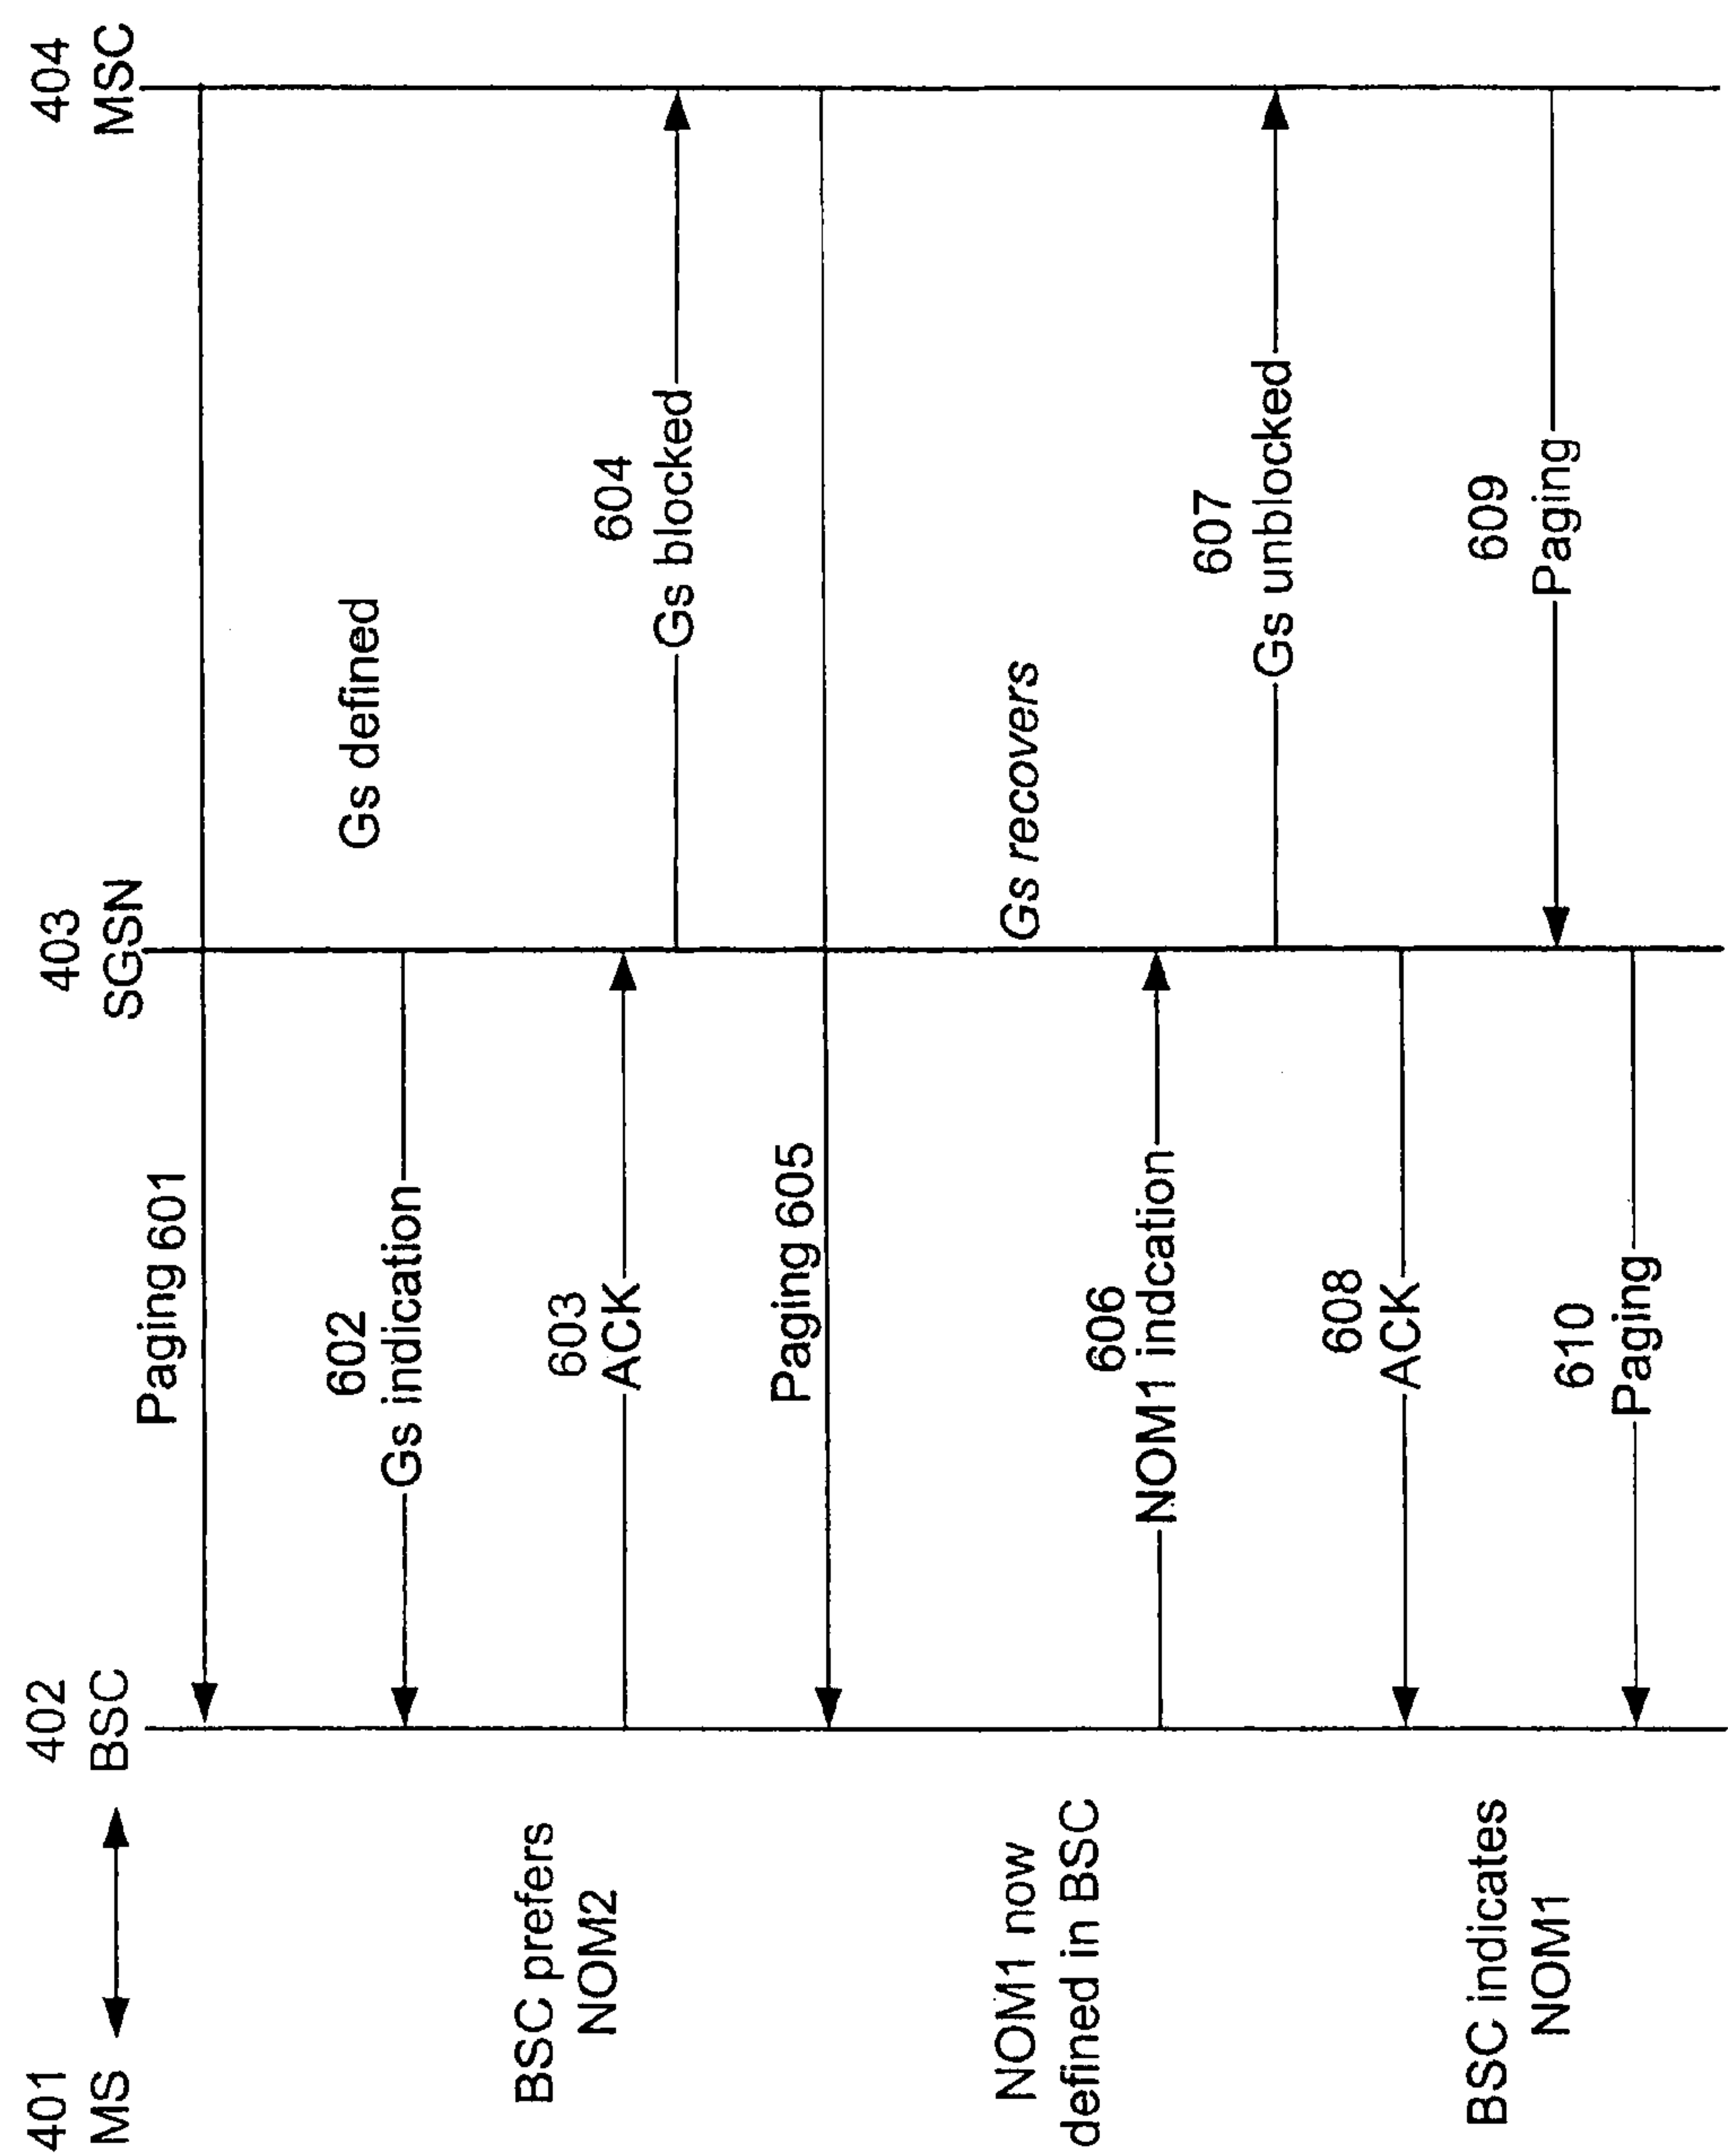 401
MS
402
BSC
403
SGSN
404
MSC
Paging 601
Gs defined
602
Gs indication
BSC prefers
NOM2
603
ACK
604
Gs blocked
Paging 605
Gs recovers
NOM1 now
defined in BSC
606
NOM1 indcation
607
Gs unblocked
608
ACK
BSC indicates
NOM1
609
Paging
610
Paging